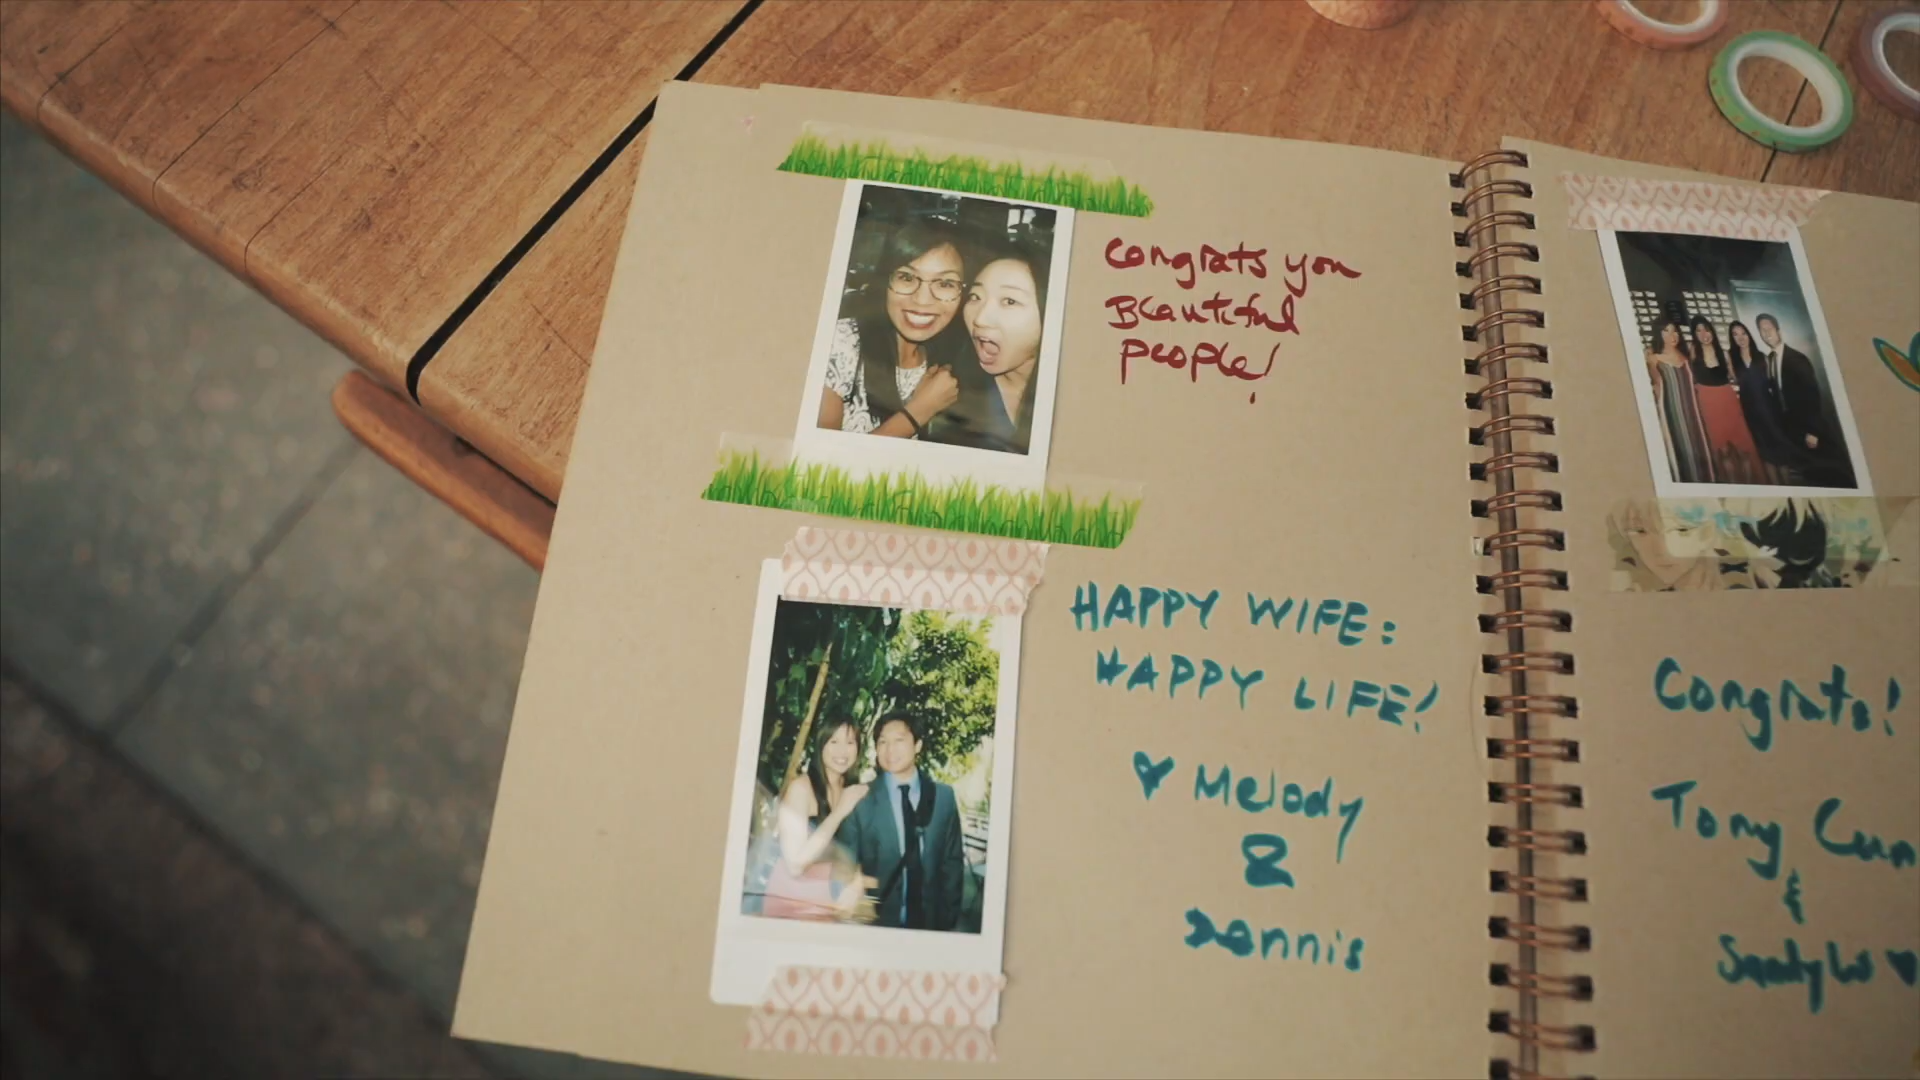 Congrats you
Beautiful
people!
HAPPY WIFE:
HAPPY LIFE!
♥ Melody
&
Dennis
Congrats!
Tony
&